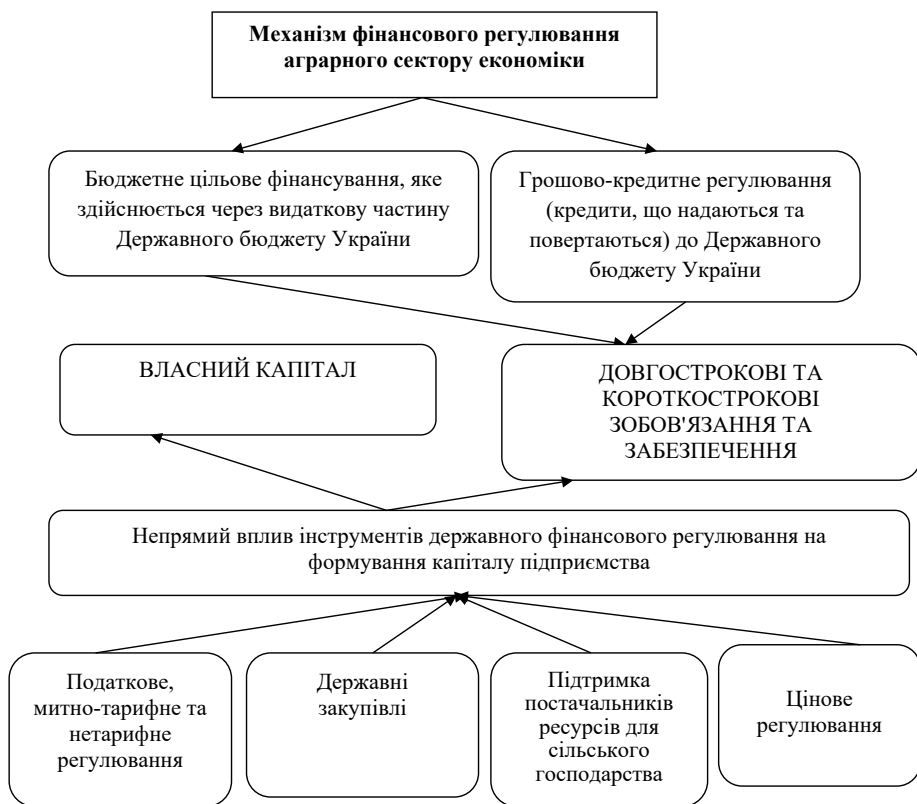 Механізм фінансового регулювання
аграрного сектору економіки
Бюджетне цільове фінансування, яке
здійснюється через видаткову частину
Державного бюджету України
Грошово-кредитне регулювання
(кредити, що надаються та
повертаються) до Державного
бюджету України
ВЛАСНИЙ КАПІТАЛ
ДОВГОСТРОКОВІ ТА
КОРОТКОСТРОКОВІ
ЗОБОВ'ЯЗАННЯ ТА
ЗАБЕЗПЕЧЕННЯ
Непрямий вплив інструментів державного фінансового регулювання на
формування капіталу підприємства
Податкове,
митно-тарифне та
нетарифне
регулювання
Державні
закупівлі
Підтримка
постачальників
ресурсів для
сільського
господарства
Цінове
регулювання